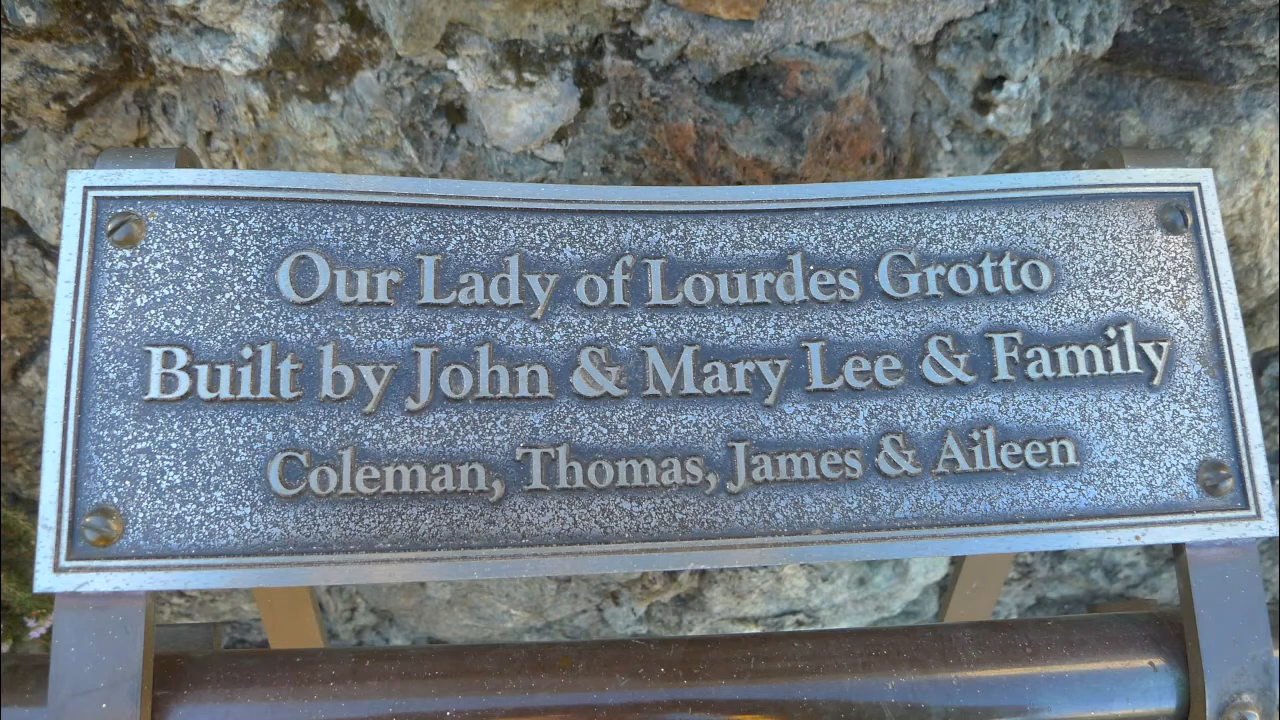 Our Lady of Lourdes Grotto
Built by John & Mary Lee & Family
Coleman, Thomas, James & Aileen